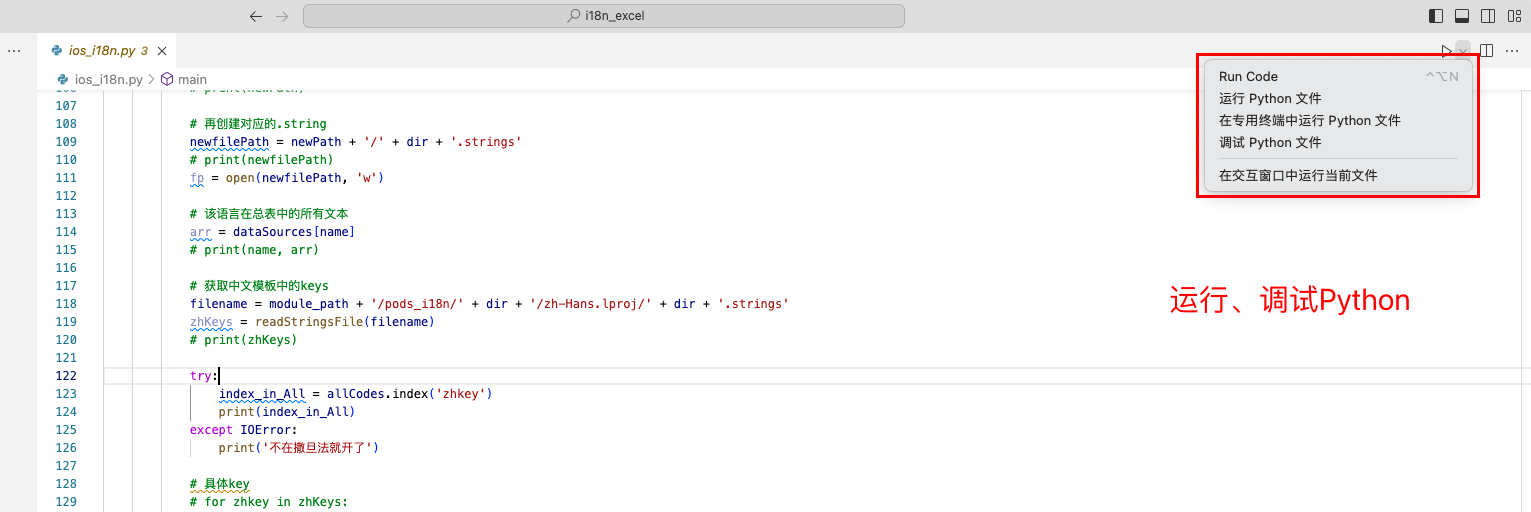 i18n_excel
ios_i18n.py 3
ios_i18n.py > main
Run Code ^⌥N
运行 Python 文件
在专用终端中运行 Python 文件
调试 Python 文件
在交互窗口中运行当前文件
107
108 # 再创建对应的.string
109 newfilePath = newPath + '/' + dir + '.strings'
110 # print(newfilePath)
111 fp = open(newfilePath, 'w')
112
113 # 该语言在总表中的所有文本
114 arr = dataSources[name]
115 # print(name, arr)
116
117 # 获取中文模板中的keys
118 filename = module_path + '/pods_i18n/' + dir + '/zh-Hans.lproj/' + dir + '.strings'
119 zhKeys = readStringsFile(filename)
120 # print(zhKeys)
121
122 try:
123 index_in_All = allCodes.index('zhkey')
124 print(index_in_All)
125 except IOError:
126 print('不在撒旦法就开了')
127
128 # 具体key
129 # for zhkey in zhKeys:
运行、调试Python